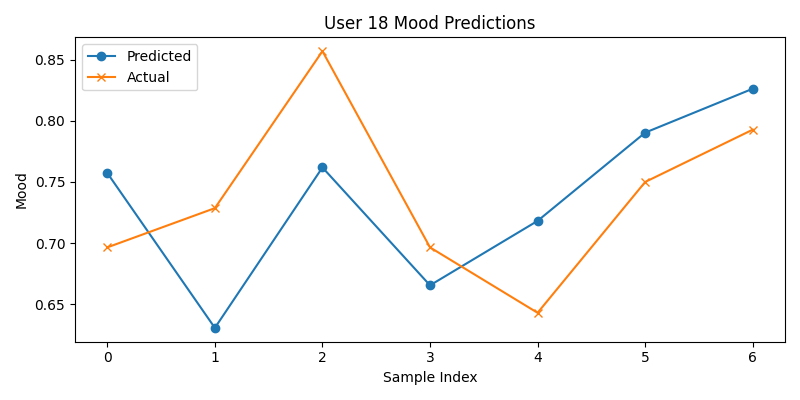 User 18 Mood Predictions
Predicted
Actual
0.85
0.80
0.75
0.70
0.65
Mood
0 1 2 3 4 5 6
Sample Index